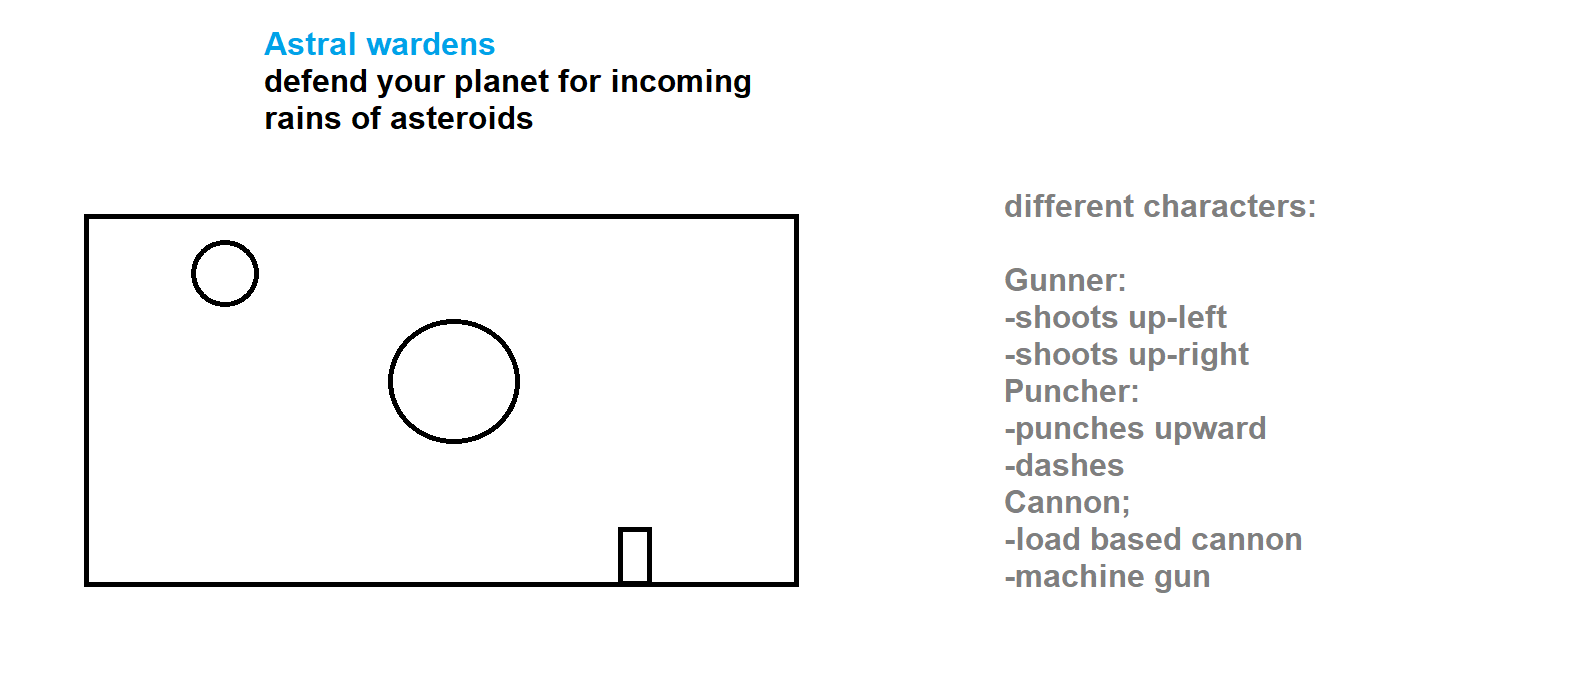 Astral wardens
defend your planet for incoming
rains of asteroids
different characters:
Gunner:
-shoots up-left
-shoots up-right
Puncher:
-punches upward
-dashes
Cannon;
-load based cannon
-machine gun